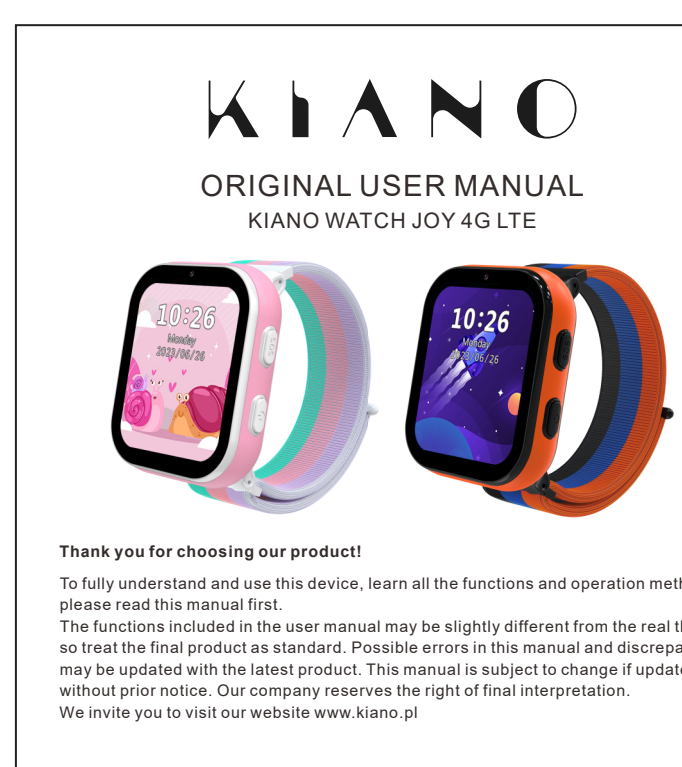 KIANO
ORIGINAL USER MANUAL
KIANO WATCH JOY 4G LTE
10:26
Monday
2023/06/26
10:26
Monday
2023/06/26
Thank you for choosing our product!
To fully understand and use this device, learn all the functions and operation
please read this manual first.
The functions included in the user manual may be slightly different from the real
so treat the final product as standard. Possible errors in this manual and
may be updated with the latest product. This manual is subject to change if
without prior notice. Our company reserves the right of final interpretation.
We invite you to visit our website www.kiano.pl